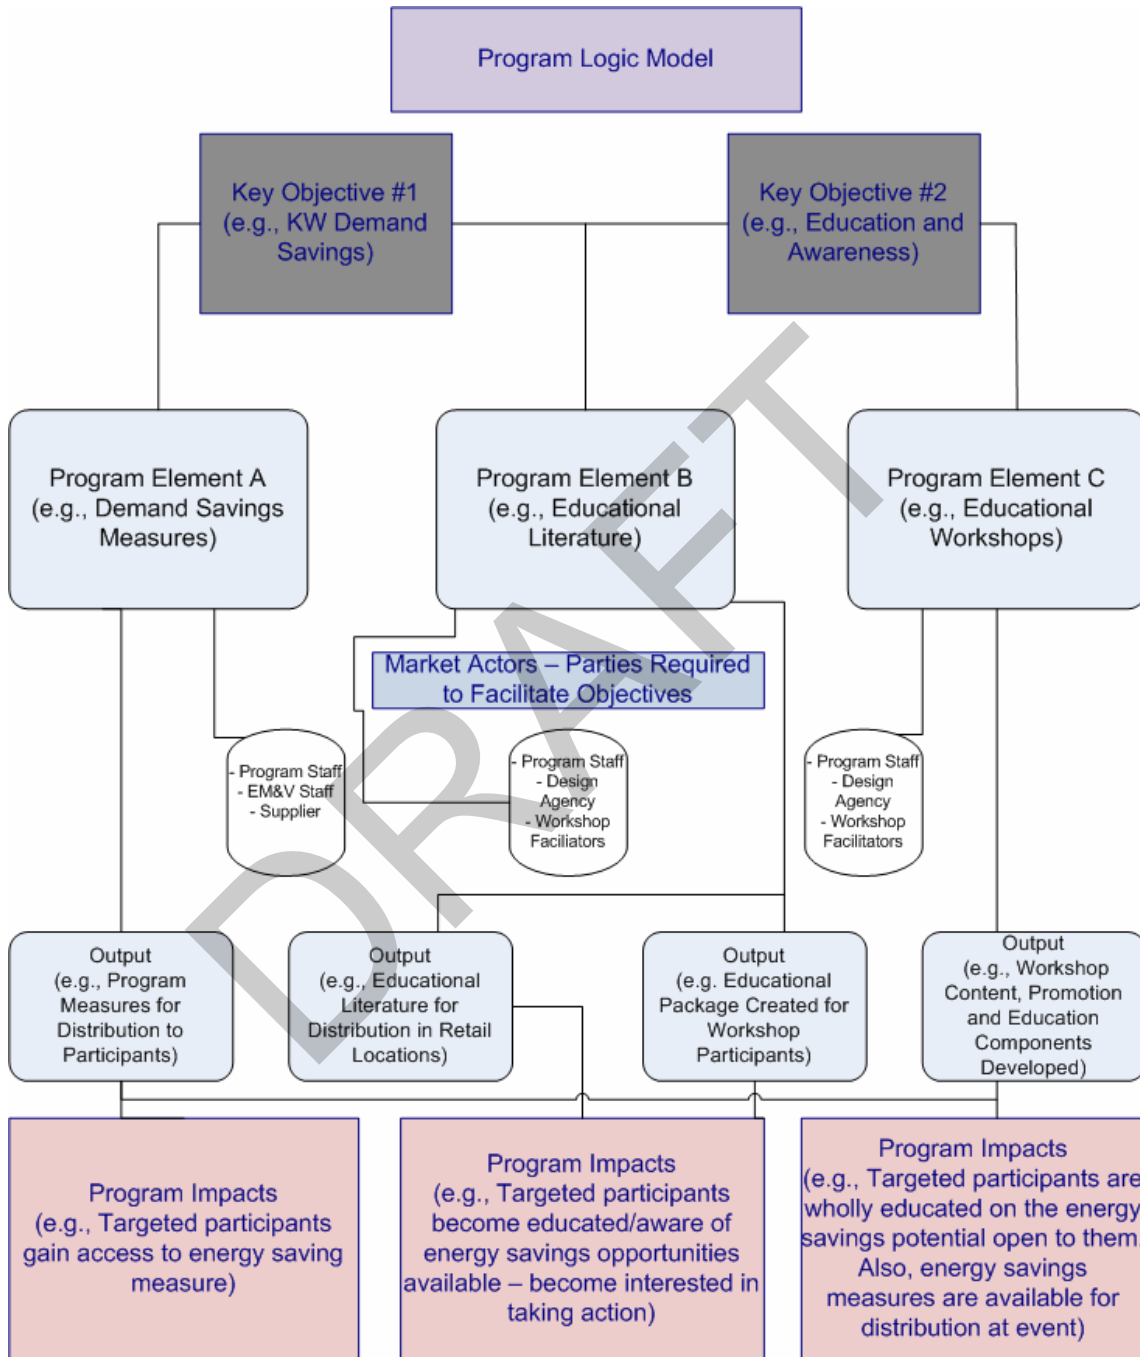 Program Logic Model
Key Objective #1
(e.g., KW Demand
Savings)
Key Objective #2
(e.g., Education and
Awareness)
Program Element A
(e.g., Demand Savings
Measures)
Program Element B
(e.g., Educational
Literature)
Program Element C
(e.g., Educational
Workshops)
Market Actors – Parties Required
to Facilitate Objectives
- Program Staff
- EM&V Staff
- Supplier
- Program Staff
- Design
Agency
- Workshop
Faciliators
- Program Staff
- Design
Agency
- Workshop
Facilitators
DRAFT
Output
(e.g., Program
Measures for
Distribution to
Participants)
Output
(e.g., Educational
Literature for
Distribution in Retail
Locations)
Output
(e.g. Educational
Package Created for
Workshop
Participants)
Output
(e.g., Workshop
Content, Promotion
and Education
Components
Developed)
Program Impacts
(e.g., Targeted participants
gain access to energy saving
measure)
Program Impacts
(e.g., Targeted participants
become educated/aware of
energy savings opportunities
available – become interested in
taking action)
Program Impacts
(e.g., Targeted participants are
wholly educated on the energy
savings potential open to them.
Also, energy savings
measures are available for
distribution at event)